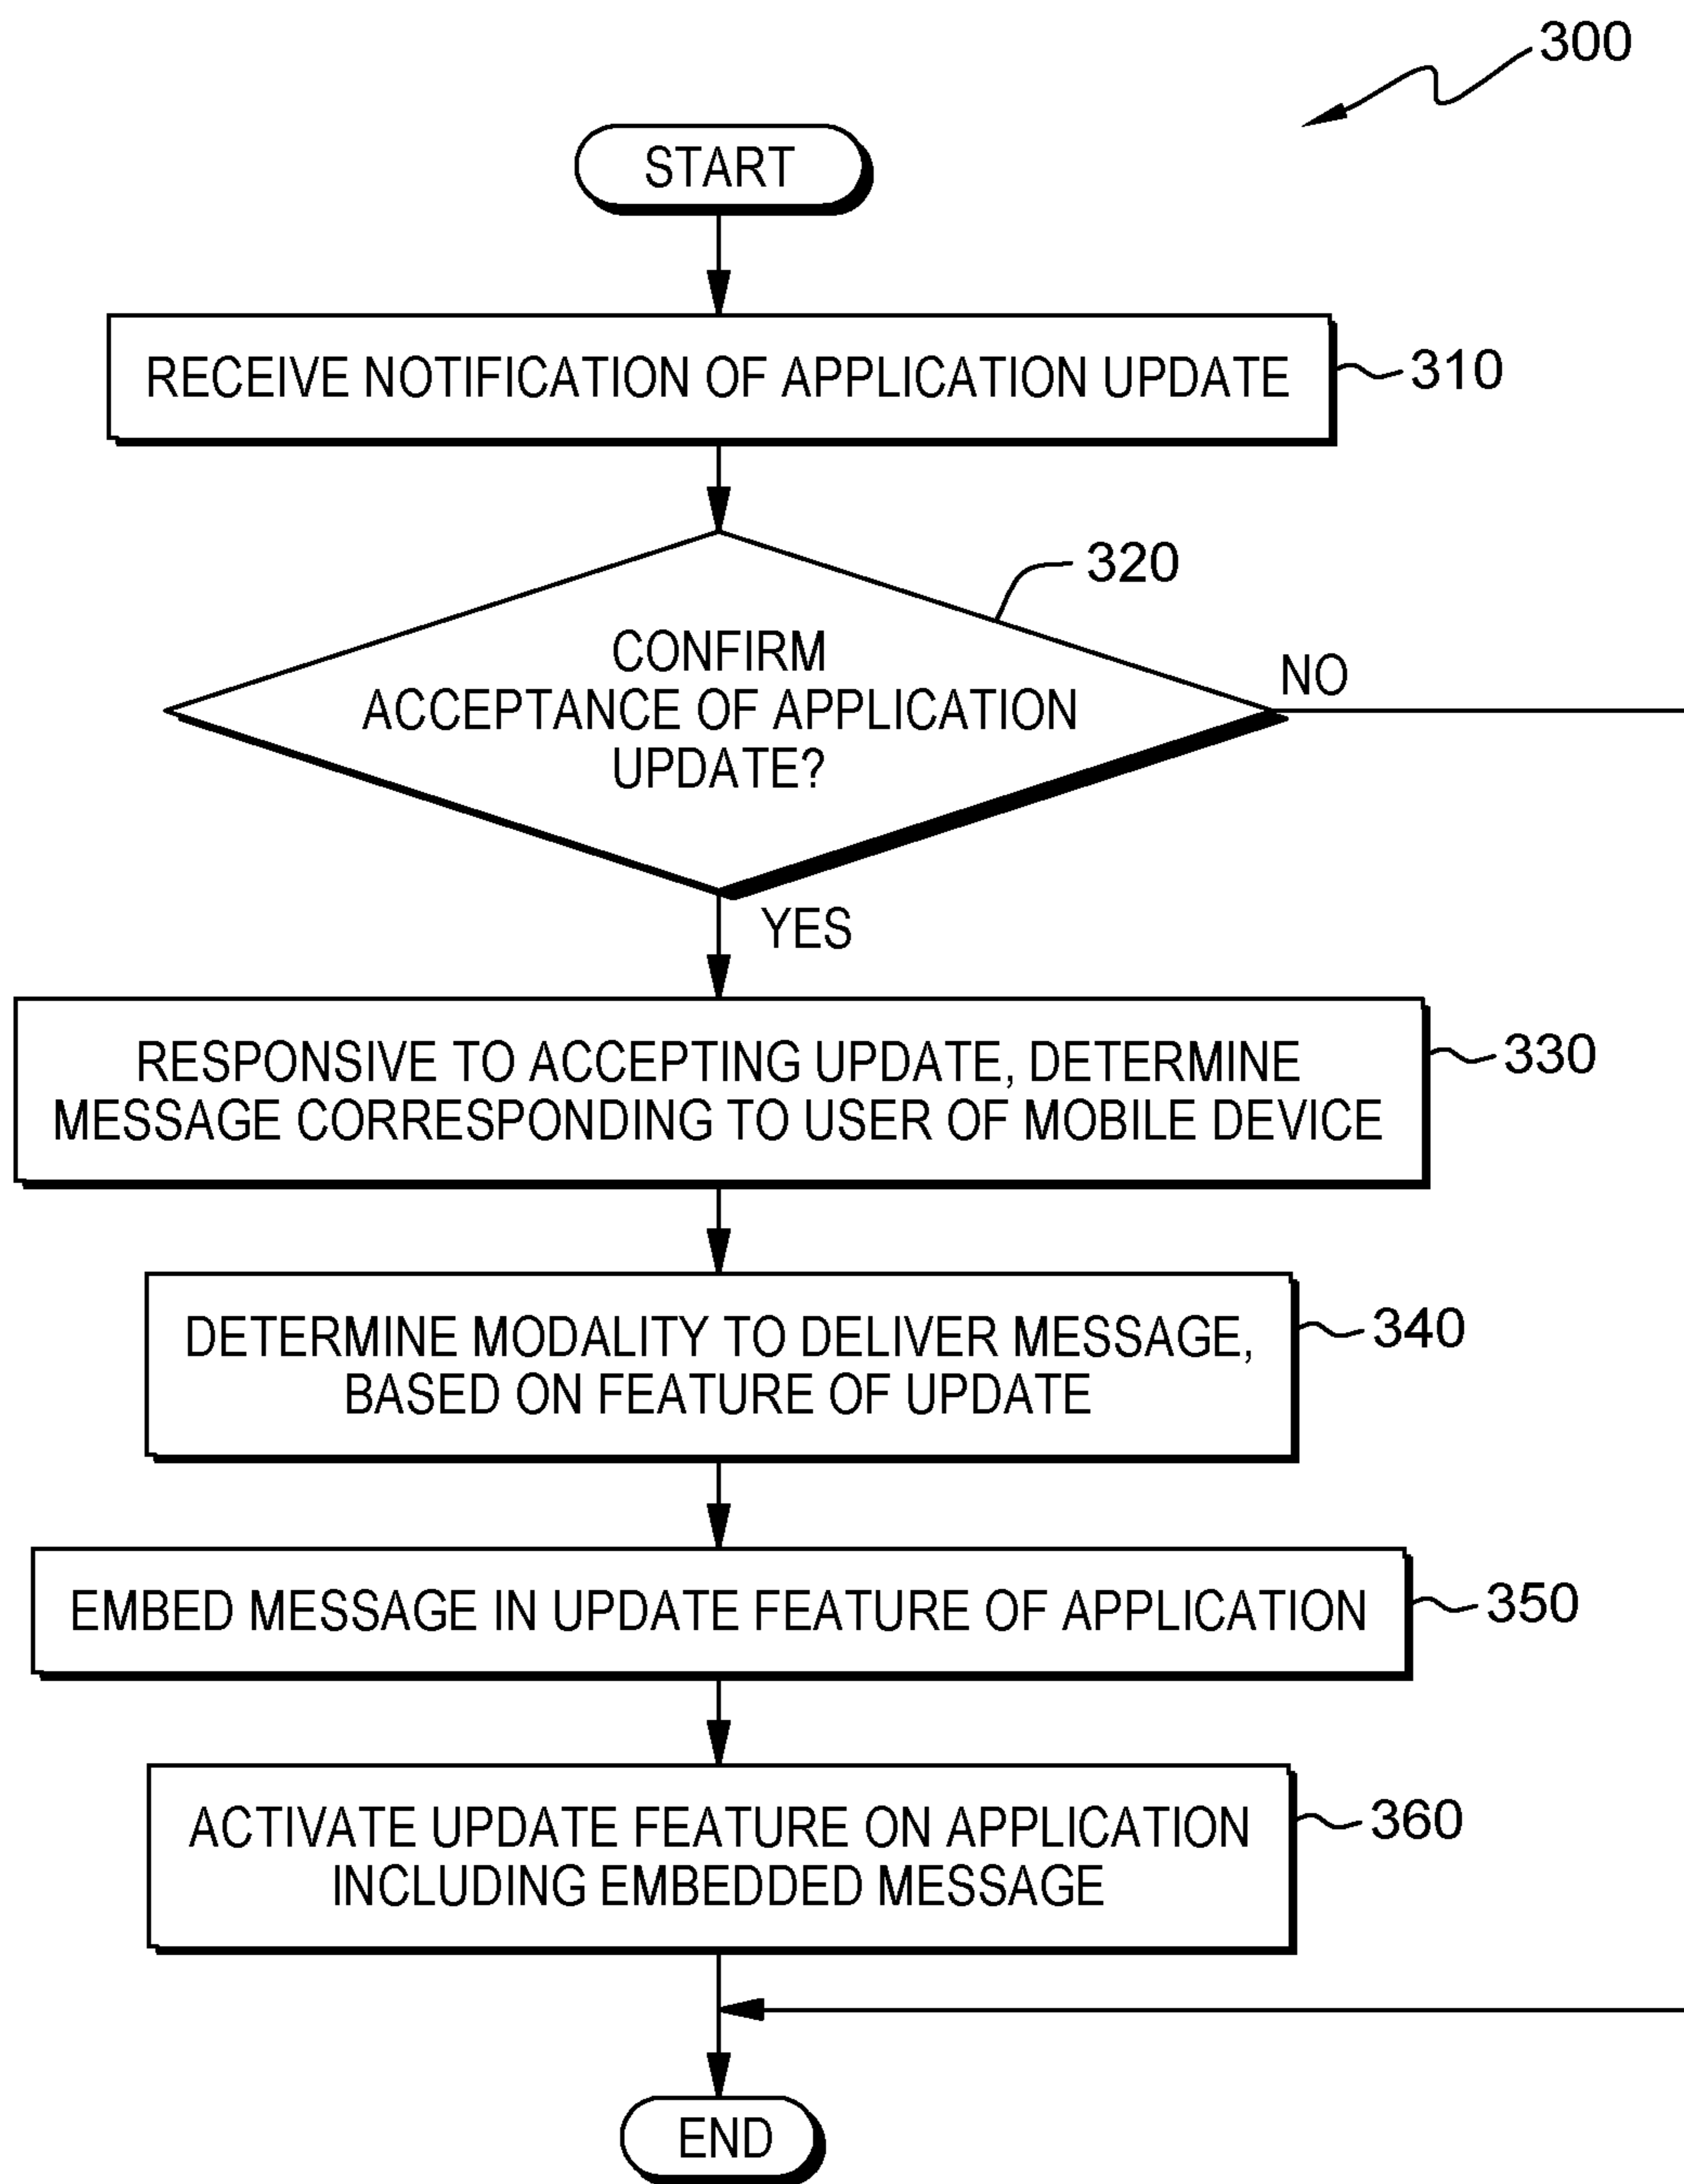 300
START
RECEIVE NOTIFICATION OF APPLICATION UPDATE
310
320
CONFIRM
ACCEPTANCE OF APPLICATION
UPDATE?
NO
YES
RESPONSIVE TO ACCEPTING UPDATE, DETERMINE
MESSAGE CORRESPONDING TO USER OF MOBILE DEVICE
330
DETERMINE MODALITY TO DELIVER MESSAGE,
BASED ON FEATURE OF UPDATE
340
EMBED MESSAGE IN UPDATE FEATURE OF APPLICATION
350
ACTIVATE UPDATE FEATURE ON APPLICATION
INCLUDING EMBEDDED MESSAGE
360
END